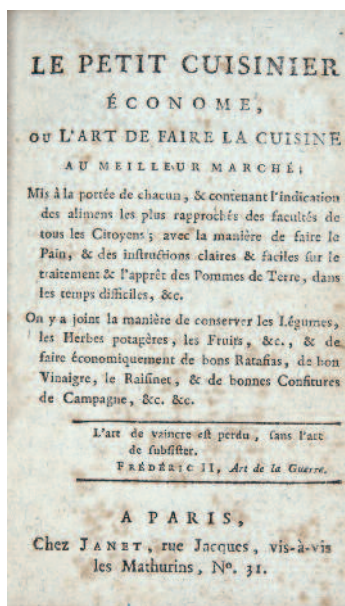 LE PETIT CUISINIER
ÉCONOME,
OU L'ART DE FAIRE LA CUISINE
AU MEILLEUR MARCHÉ;
Mis à la portée de chacun, & contenant l'indication
des alimens les plus rapprochés des facultés de
tous les Citoyens; avec la manière de faire le
Pain, & des inſtructions claires & faciles ſur le
traitement & l'apprêt des Pommes de Terre, dans
les temps difficiles, &c.
On y a joint la manière de conſerver les Légumes,
les Herbes potagères, les Fruits, &c., & de
faire économiquement de bons Ratafias, de bon
Vinaigre, le Raiſinet, & de bonnes Confitures
de Campagne, &c. &c.
L'art de vaincre eſt perdu, ſans l'art
de ſubſiſter.
FRÉDÉRIC II, Art de la Guerre.
A PARIS,
Chez JANET, rue Jacques, vis-à-vis
les Mathurins, Nº. 31.